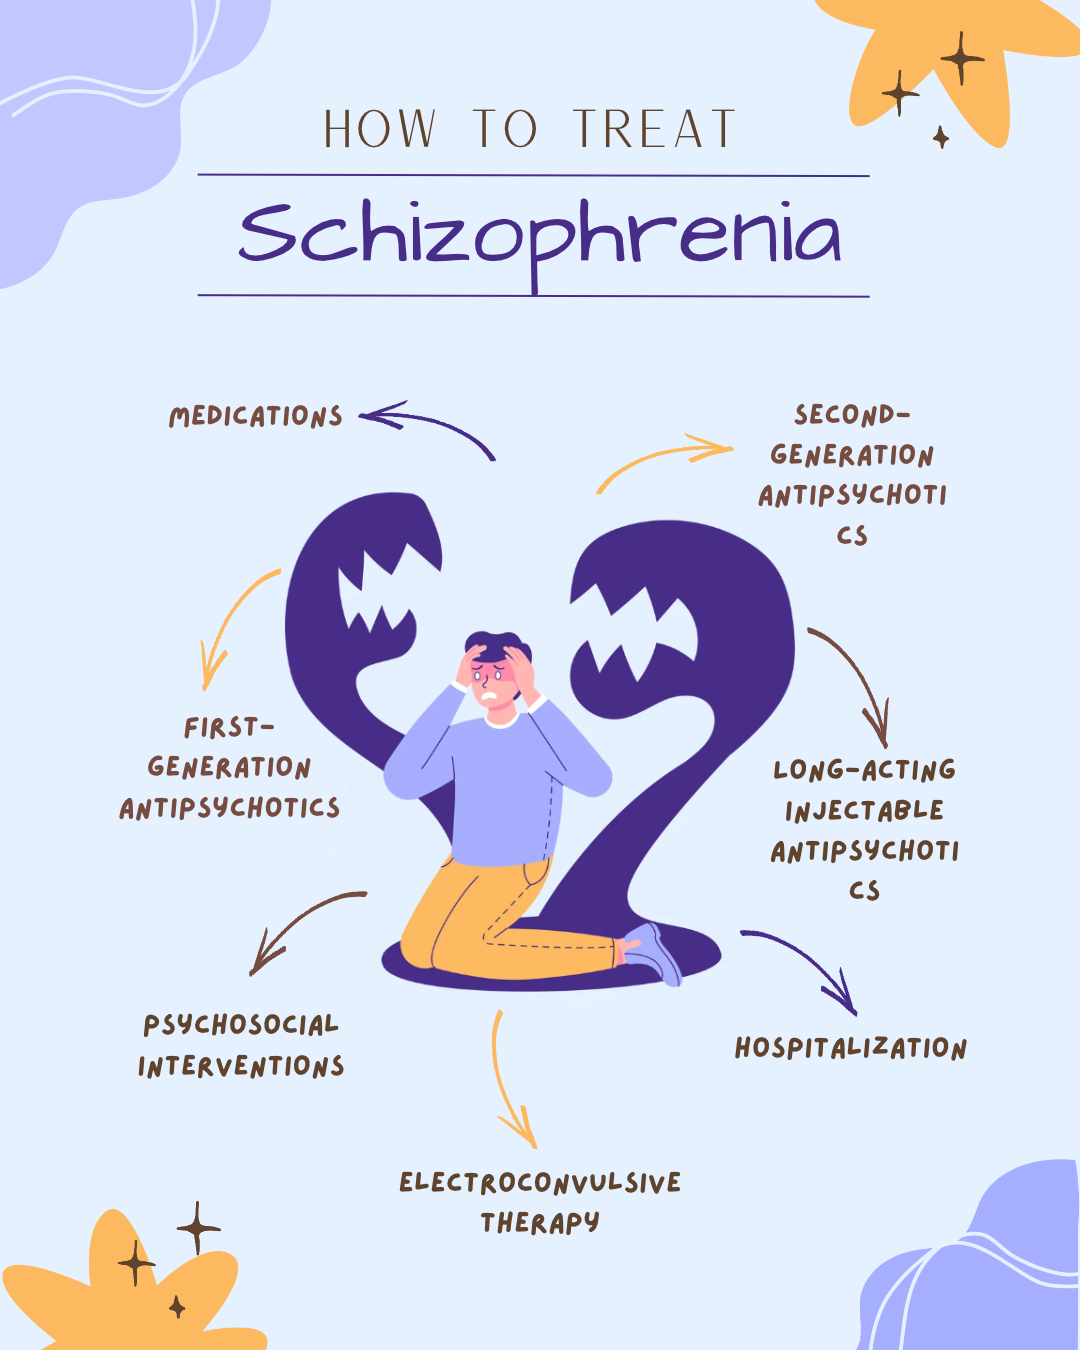 HOW TO TREAT
Schizophrenia
MEDICATIONS
SECOND-
GENERATION
ANTIPSYCHOTI
CS
FIRST-
GENERATION
ANTIPSYCHOTICS
LONG-ACTING
INJECTABLE
ANTIPSYCHOTI
CS
PSYCHOSOCIAL
INTERVENTIONS
HOSPITALIZATION
ELECTROCONVULSIVE
THERAPY